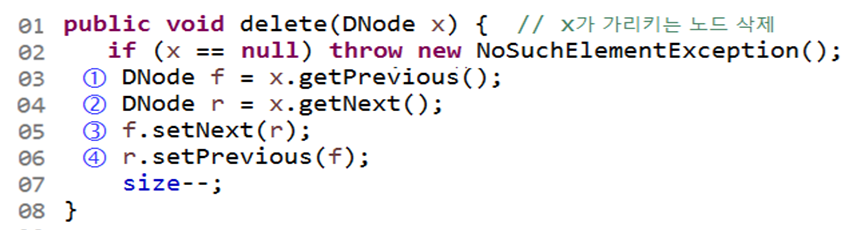 01 public void delete(DNode x) { // x가 가리키는 노드 삭제
02 if (x == null) throw new NoSuchElementException();
03 ① DNode f = x.getPrevious();
04 ② DNode r = x.getNext();
05 ③ f.setNext(r);
06 ④ r.setPrevious(f);
07 size--;
08 }